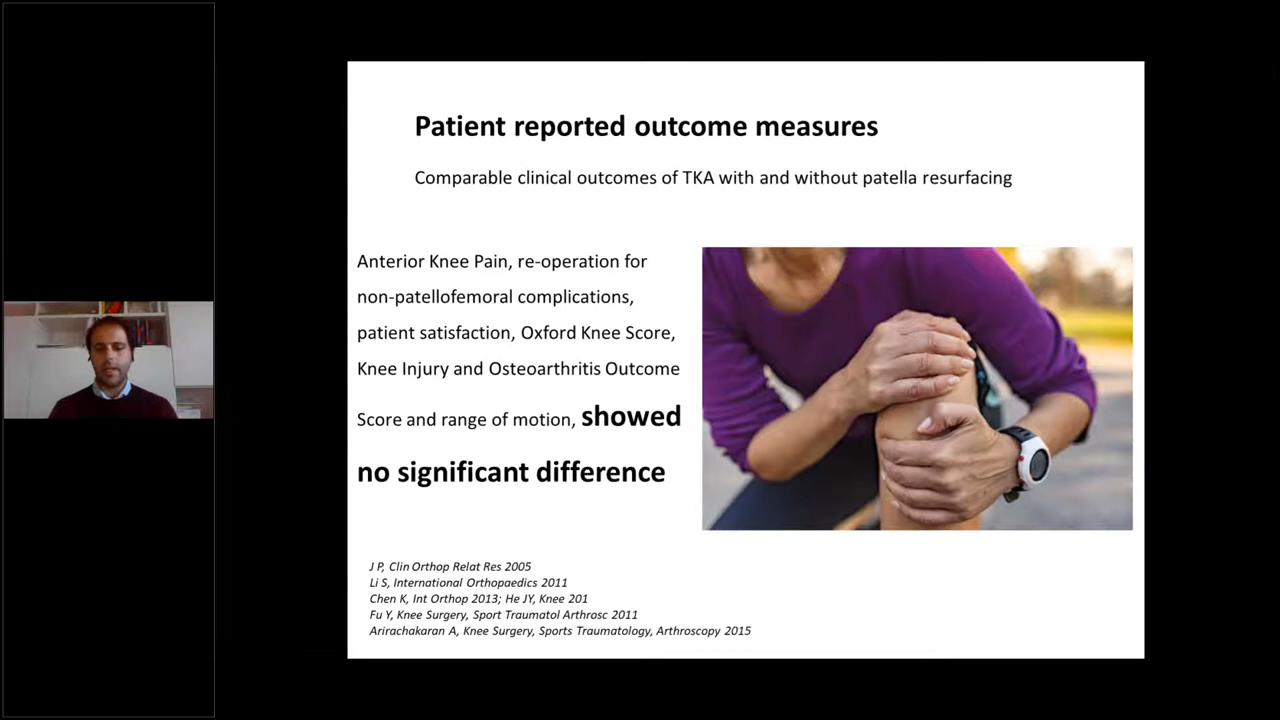 Patient reported outcome measures
Comparable clinical outcomes of TKA with and without patella resurfacing
Anterior Knee Pain, re-operation for
non-patellofemoral complications,
patient satisfaction, Oxford Knee Score,
Knee Injury and Osteoarthritis Outcome
Score and range of motion, showed
no significant difference
J P, Clin Orthop Relat Res 2005
Li S, International Orthopaedics 2011
Chen K, Int Orthop 2013; He JY, Knee 201
Fu Y, Knee Surgery, Sport Traumatol Arthrosc 2011
Arirachakaran A, Knee Surgery, Sports Traumatology, Arthroscopy 2015